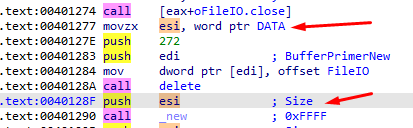 .text:00401274 call [eax+oFileIO.close]
.text:00401277 movzx esi, word ptr DATA
.text:0040127E push 272
.text:00401283 push edi ; BufferPrimerNew
.text:00401284 mov dword ptr [edi], offset FileIO
.text:0040128A call delete
.text:0040128F push esi ; Size
.text:00401290 call _new ; 0xFFFF